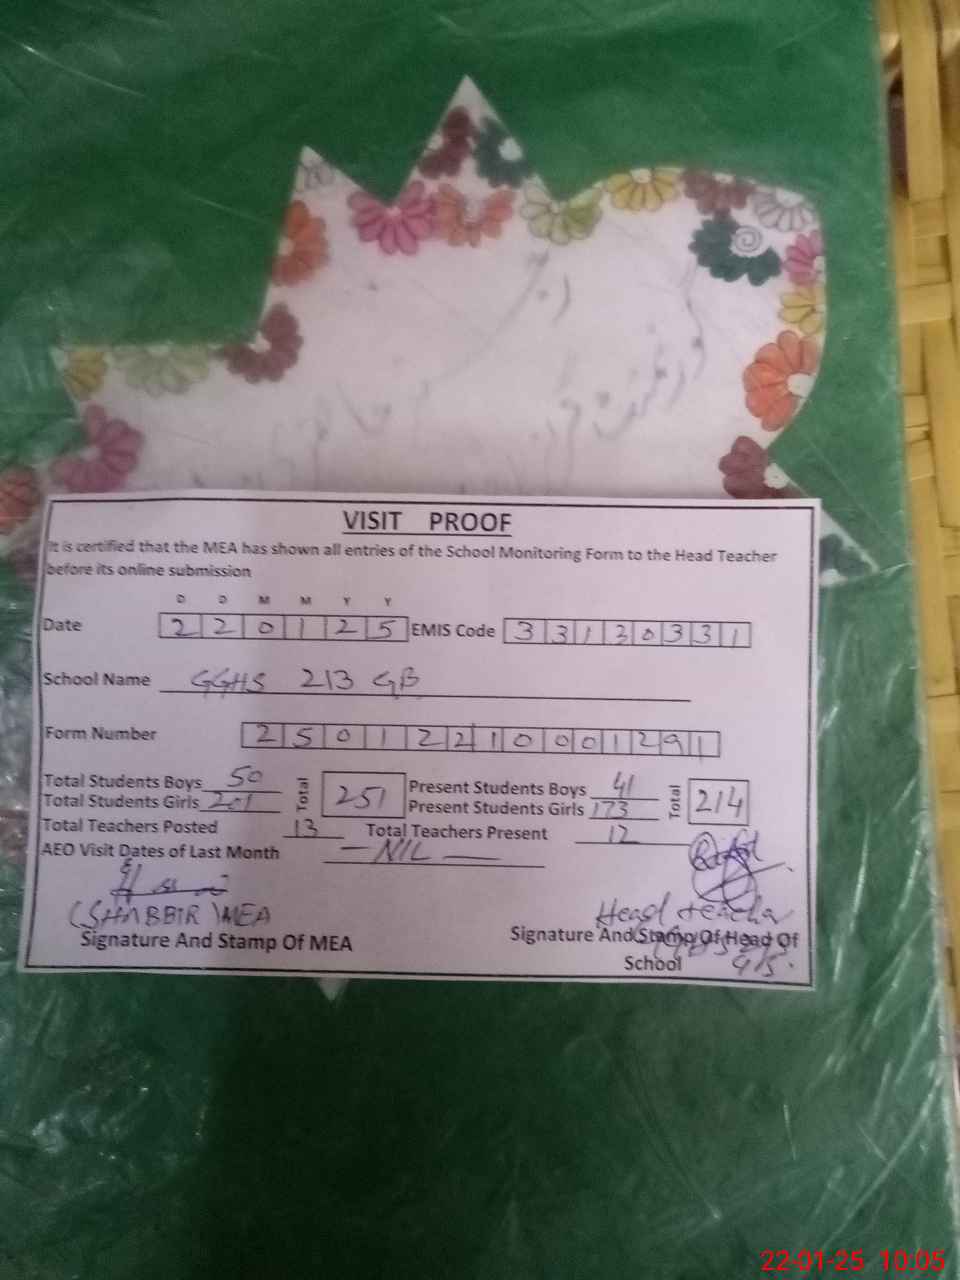 VISIT PROOF
It is certified that the MEA has shown all entries of the School Monitoring Form to the Head Teacher
before its online submission
D D M M Y Y
Date 2 2 0 1 2 5 EMIS Code 3 3 1 3 0 3 3 1
School Name GGHS 213 GB
Form Number 2 5 0 1 2 2 1 0 0 0 1 2 9 1
Total Students Boys 50 Total 251 Present Students Boys 41 Total 214
Total Students Girls 201 Present Students Girls 173
Total Teachers Posted 13 Total Teachers Present 12
AEO Visit Dates of Last Month - NIL -
(SHABBIR) MEA
Head teacher
Signature And Stamp Of MEA
Signature And Stamp Of Head Of
School
22-01-25 10:05